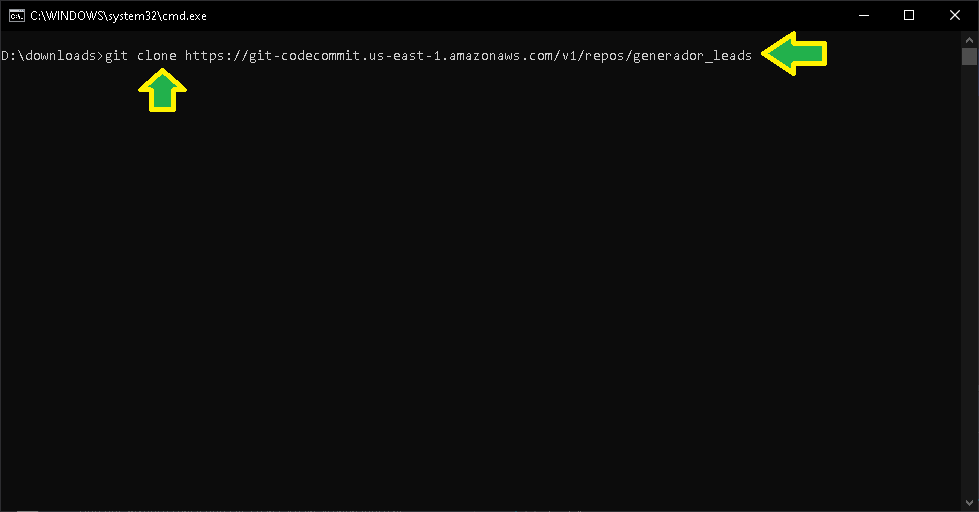 C:\WINDOWS\system32\cmd.exe
D:\downloads>git clone https://git-codecommit.us-east-1.amazonaws.com/v1/repos/generador_leads